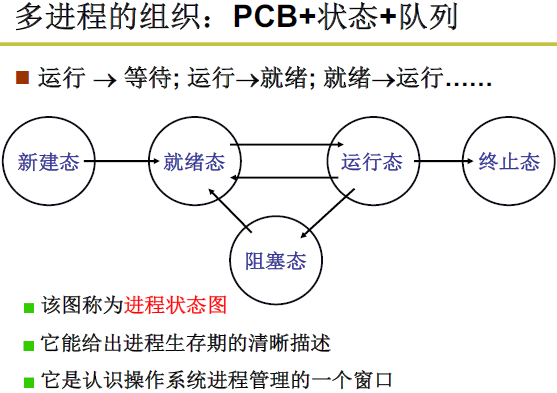 多进程的组织：PCB+状态+队列
运行 → 等待; 运行→就绪; 就绪→运行……
新建态
就绪态
运行态
终止态
阻塞态
该图称为进程状态图
它能给出进程生存期的清晰描述
它是认识操作系统进程管理的一个窗口